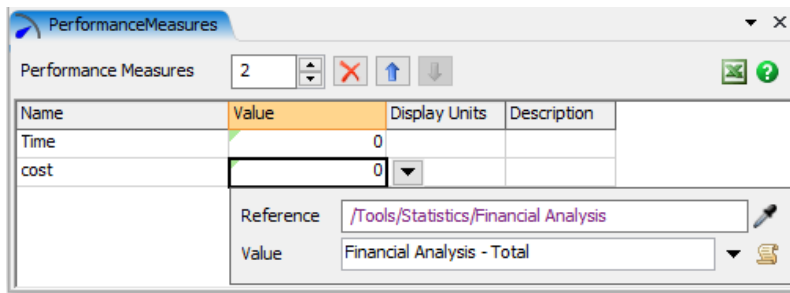 PerformanceMeasures
Performance Measures 2
Name Value Display Units Description
Time 0
cost 0
Reference /Tools/Statistics/Financial Analysis
Value Financial Analysis - Total